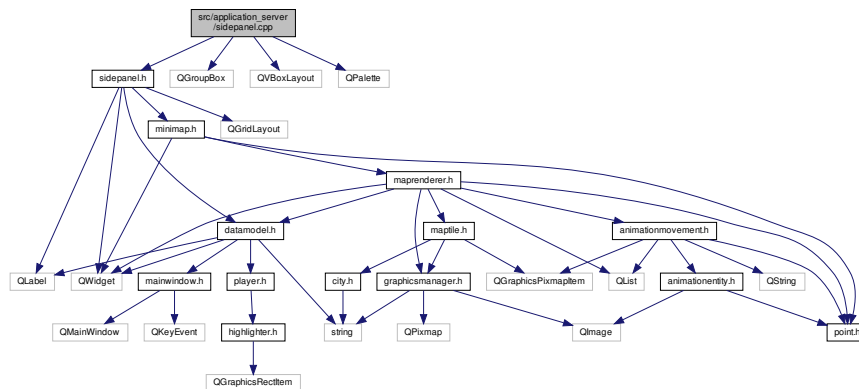 src/application_server
/sidepanel.cpp
sidepanel.h
QGroupBox
QVBoxLayout
QPalette
minimap.h
QGridLayout
maprenderer.h
datamodel.h
maptile.h
animationmovement.h
QLabel
QWidget
mainwindow.h
player.h
city.h
graphicsmanager.h
QGraphicsPixmapItem
QList
animationentity.h
QString
QMainWindow
QKeyEvent
highlighter.h
string
QPixmap
QImage
point.h
QGraphicsRectItem